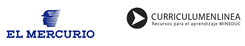 CURRICULUMENLINEA
Recursos para el aprendizaje MINEDUC
EL MERCURIO